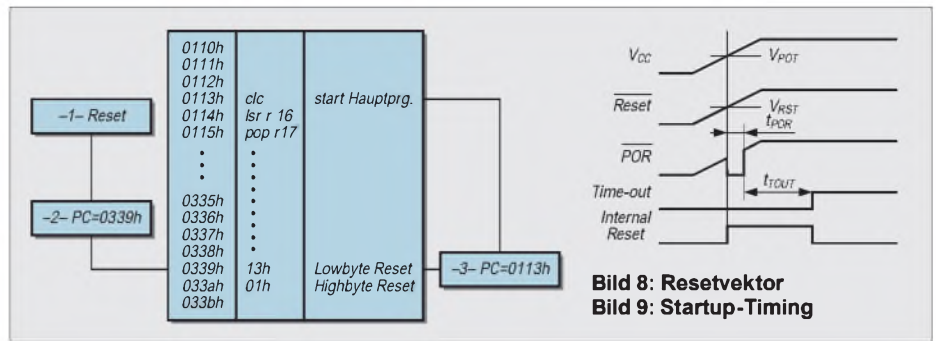 –1– Reset
–2– PC=0339h
0110h
0111h
0112h
0113h clc start Hauptprg.
0114h lsr r 16
0115h pop r17
0335h
0336h
0337h
0338h
0339h 13h Lowbyte Reset
033ah 01h Highbyte Reset
033bh
–3– PC=0113h
VCC VPOT
Reset VRST
tPOR
POR
Time-out tTOUT
Internal
Reset
Bild 8: Resetvektor
Bild 9: Startup-Timing